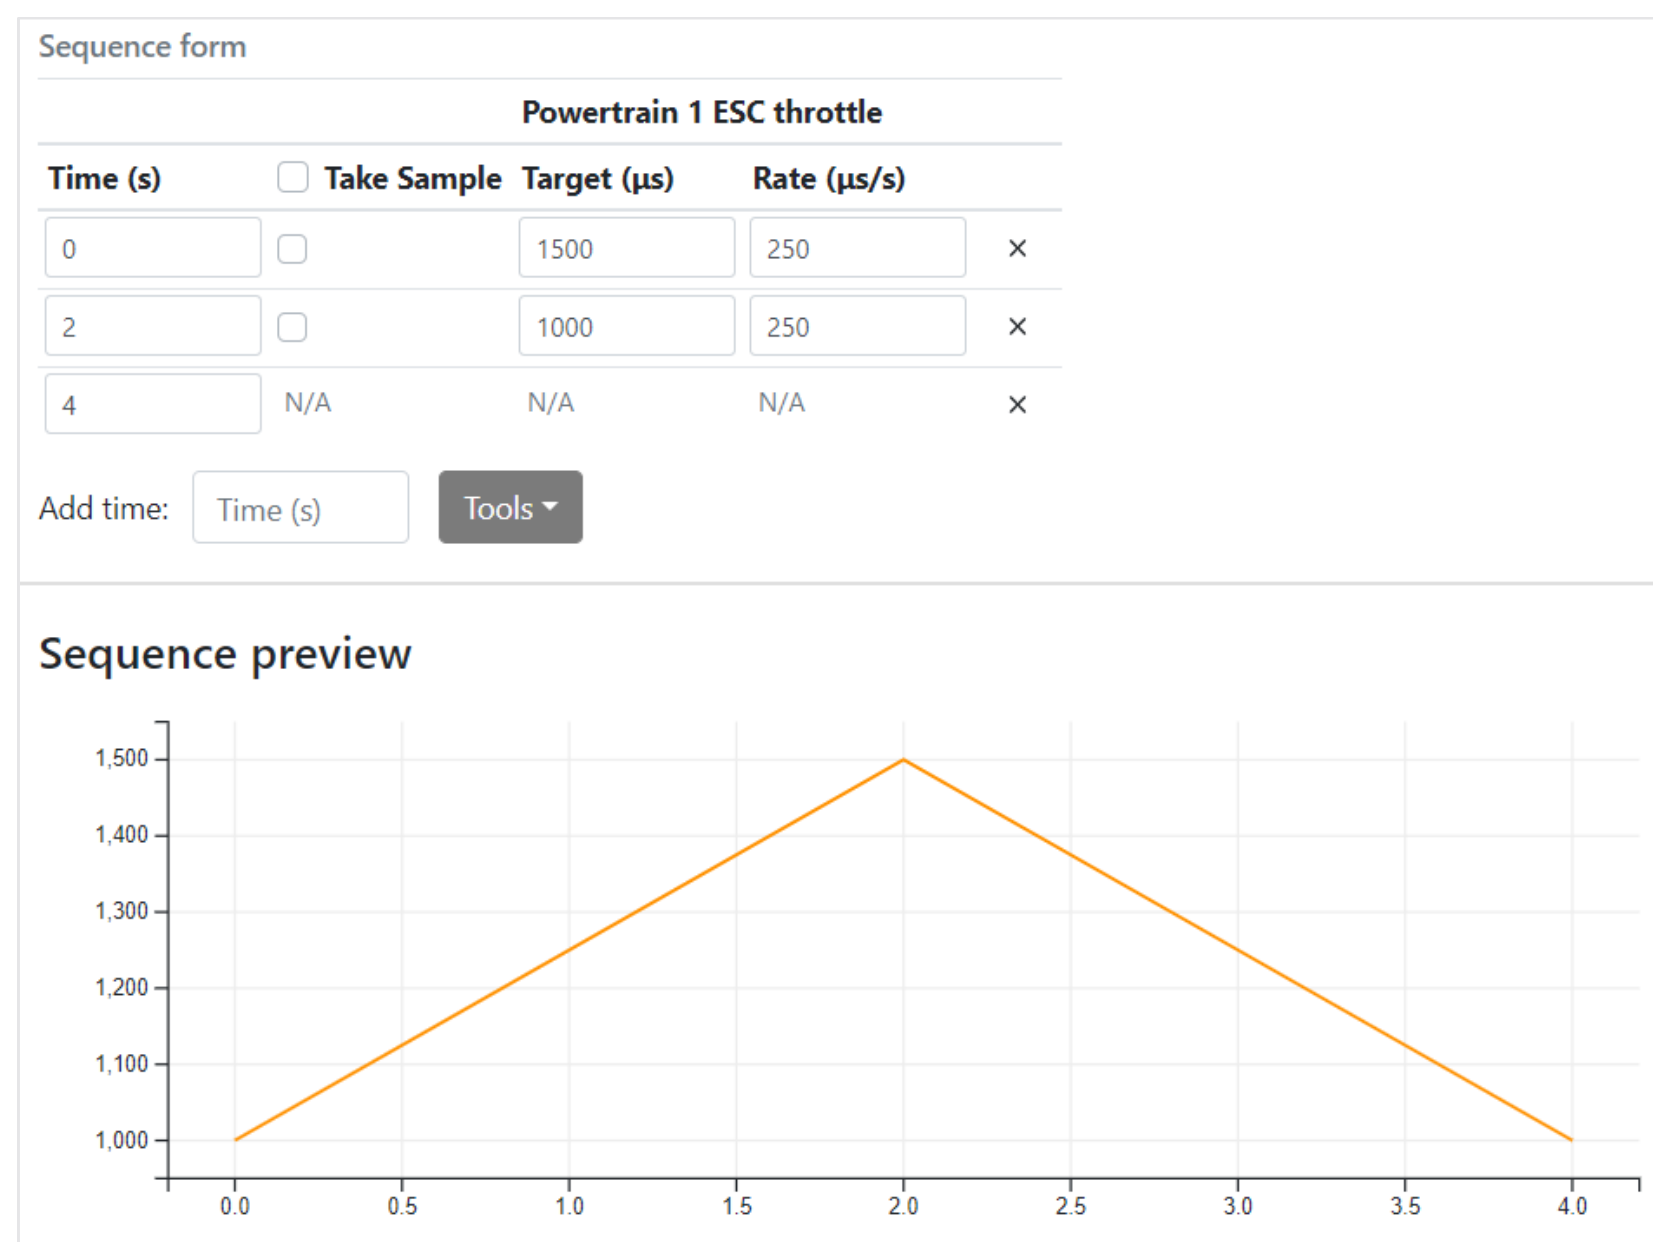 Sequence form
Powertrain 1 ESC throttle
Time (s) Take Sample Target (µs) Rate (µs/s)
0 1500 250 ×
2 1000 250 ×
4 N/A N/A N/A ×
Add time: Time (s) Tools
Sequence preview
1,500
1,400
1,300
1,200
1,100
1,000
0.0 0.5 1.0 1.5 2.0 2.5 3.0 3.5 4.0